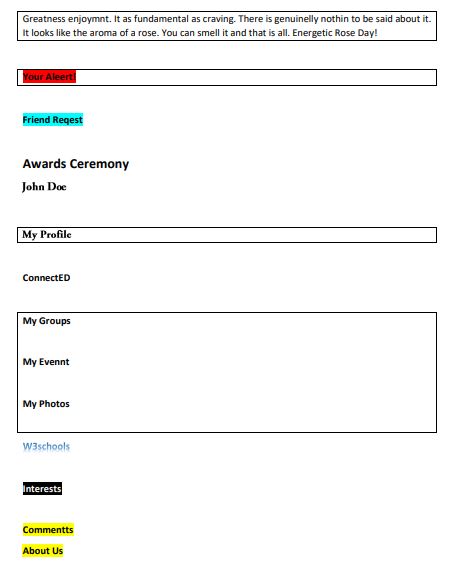 Greatness enjoymnt. It as fundamental as craving. There is genuinelly nothin to be said about it.
It looks like the aroma of a rose. You can smell it and that is all. Energetic Rose Day!
Your Aleert!
Friend Reqest
Awards Ceremony
John Doe
My Profile
ConnectED
My Groups
My Evennt
My Photos
W3schools
Interests
Commentts
About Us